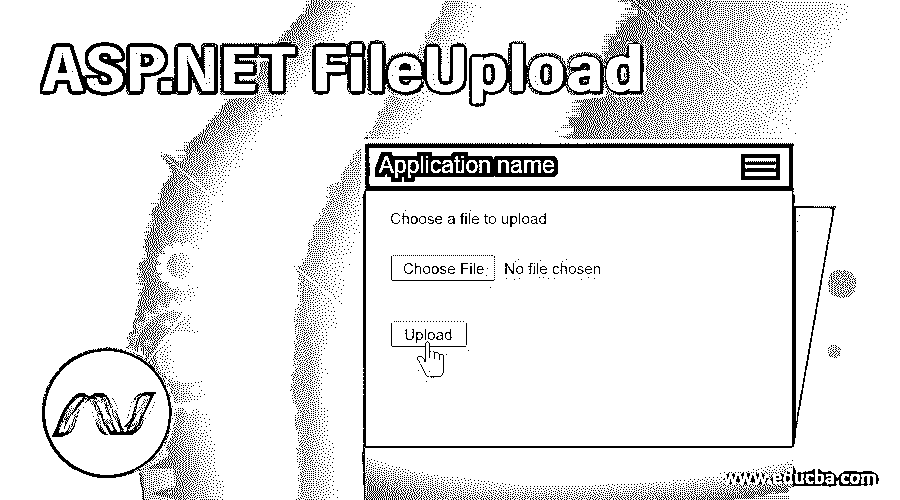 ASP.NET FileUpload
Application name
Choose a file to upload
Choose File No file chosen
Upload
www.educba.com